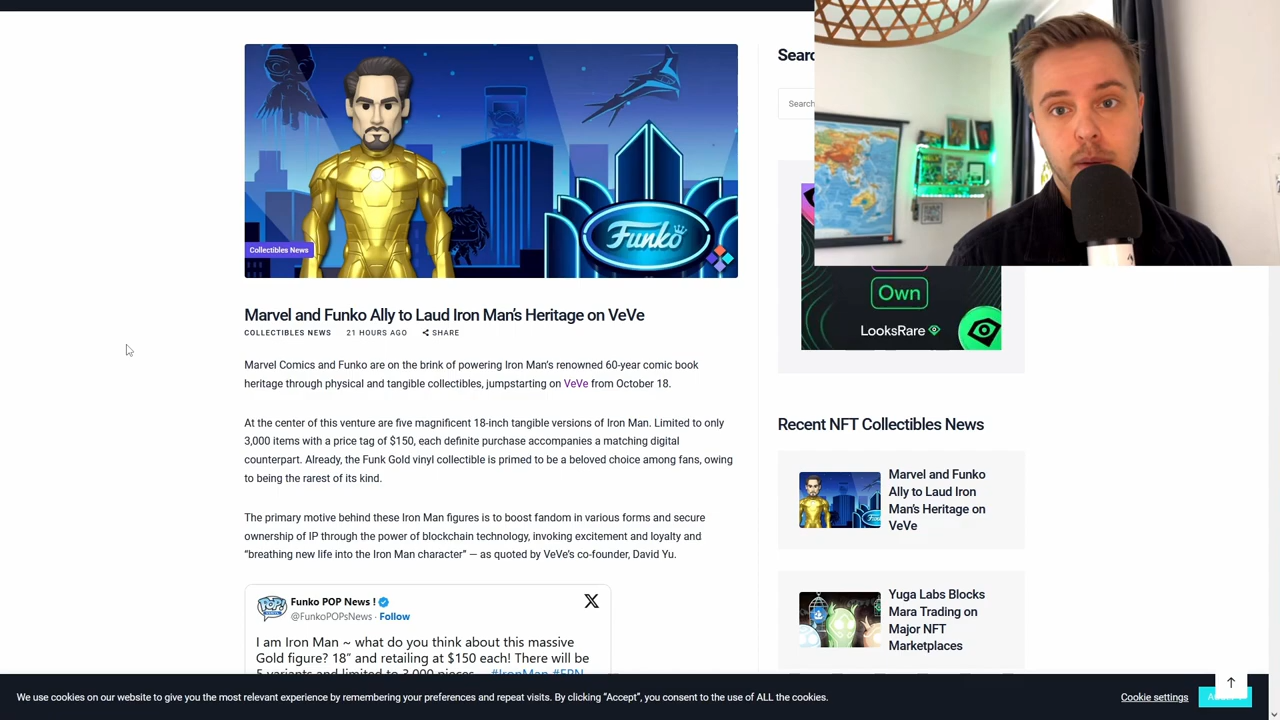 Funko
Collectibles News
Marvel and Funko Ally to Laud Iron Man's Heritage on VeVe
COLLECTIBLES NEWS 21 HOURS AGO SHARE
Marvel Comics and Funko are on the brink of powering Iron Man's renowned 60-year comic book
heritage through physical and tangible collectibles, jumpstarting on VeVe from October 18.
At the center of this venture are five magnificent 18-inch tangible versions of Iron Man. Limited to only
3,000 items with a price tag of $150, each definite purchase accompanies a matching digital
counterpart. Already, the Funk Gold vinyl collectible is primed to be a beloved choice among fans, owing
to being the rarest of its kind.
The primary motive behind these Iron Man figures is to boost fandom in various forms and secure
ownership of IP through the power of blockchain technology, invoking excitement and loyalty and
“breathing new life into the Iron Man character” — as quoted by VeVe's co-founder, David Yu.
POP!
Funko POP News !
@FunkoPOPsNews · Follow
I am Iron Man ~ what do you think about this massive
Gold figure? 18” and retailing at $150 each! There will be
5 variants and limited to 3,000 pieces #IronMan #FPN
Search
Own
LooksRare
Recent NFT Collectibles News
Marvel and Funko
Ally to Laud Iron
Man's Heritage on
VeVe
Yuga Labs Blocks
Mara Trading on
Major NFT
Marketplaces
We use cookies on our website to give you the most relevant experience by remembering your preferences and repeat visits. By clicking “Accept”, you consent to the use of ALL the cookies.
Cookie settings